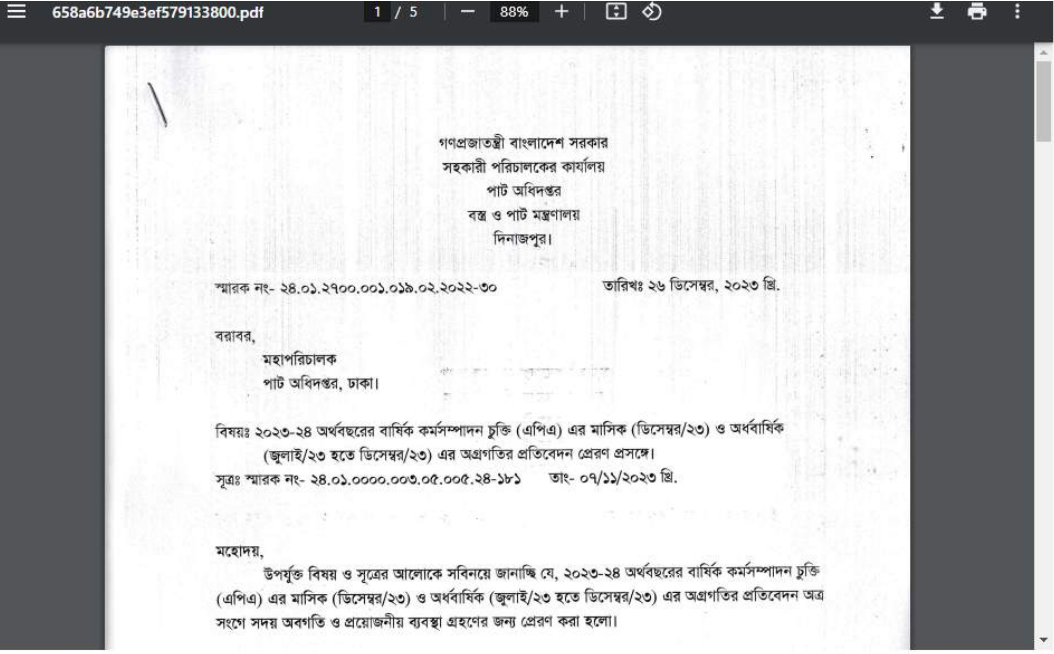 658a6b749e3ef579133800.pdf
1 / 5
88%
গণপ্রজাতন্ত্রী বাংলাদেশ সরকার
সহকারী পরিচালকের কার্যালয়
পাট অধিদপ্তর
বস্ত্র ও পাট মন্ত্রণালয়
দিনাজপুর।
স্মারক নং- ২৪.০১.২৭০০.০০১.০১৯.০২.২০২২-৩০ তারিখঃ ২৬ ডিসেম্বর, ২০২৩ খ্রি.
বরাবর,
মহাপরিচালক
পাট অধিদপ্তর, ঢাকা।
বিষয়ঃ ২০২৩-২৪ অর্থবছরের বার্ষিক কর্মসম্পাদন চুক্তি (এপিএ) এর মাসিক (ডিসেম্বর/২৩) ও অর্ধবার্ষিক
(জুলাই/২৩ হতে ডিসেম্বর/২৩) এর অগ্রগতির প্রতিবেদন প্রেরণ প্রসঙ্গে।
সূত্রঃ স্মারক নং- ২৪.০১.০০০০.০০৩.০৫.০০৫.২৪-১৮১ তাং- ০৭/১১/২০২৩ খ্রি.
মহোদয়,
উপর্যুক্ত বিষয় ও সূত্রের আলোকে সবিনয়ে জানাচ্ছি যে, ২০২৩-২৪ অর্থবছরের বার্ষিক কর্মসম্পাদন চুক্তি
(এপিএ) এর মাসিক (ডিসেম্বর/২৩) ও অর্ধবার্ষিক (জুলাই/২৩ হতে ডিসেম্বর/২৩) এর অগ্রগতির প্রতিবেদন অত্র
সংগে সদয় অবগতি ও প্রয়োজনীয় ব্যবস্থা গ্রহণের জন্য প্রেরণ করা হলো।